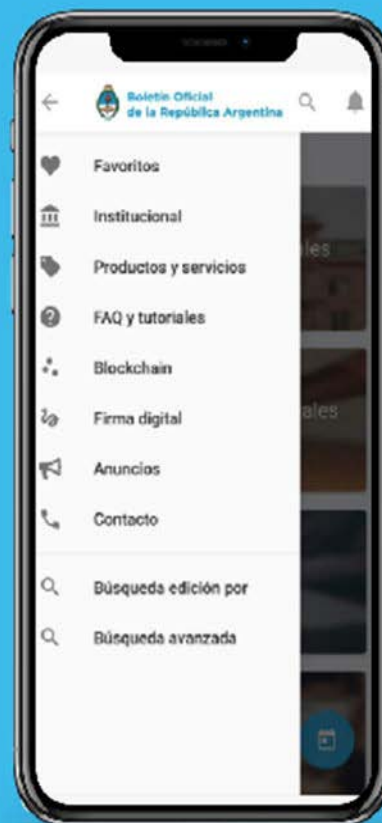 Boletín Oficial
de la República Argentina
Favoritos
Institucional
Productos y servicios
FAQ y tutoriales
Blockchain
Firma digital
Anuncios
Contacto
Búsqueda edición por
Búsqueda avanzada